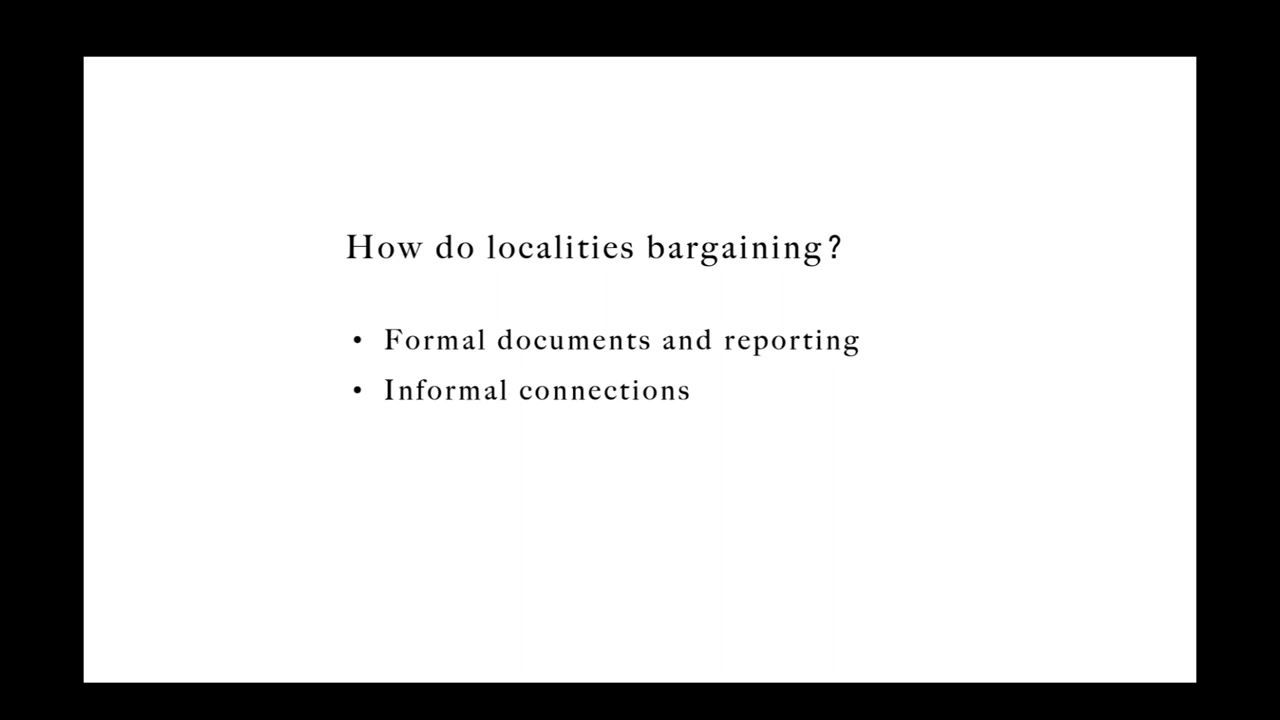 How do localities bargaining?
• Formal documents and reporting
• Informal connections